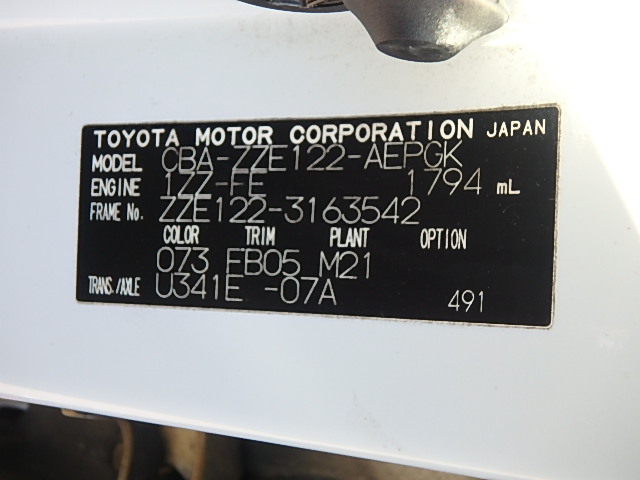 TOYOTA MOTOR CORPORATION JAPAN
MODEL CBA-ZZE122-AEPGK
ENGINE 1ZZ-FE 1794 mL
FRAME No. ZZE122-3163542
COLOR TRIM PLANT OPTION
073 FB05 M21
TRANS./AXLE U341E -07A 491